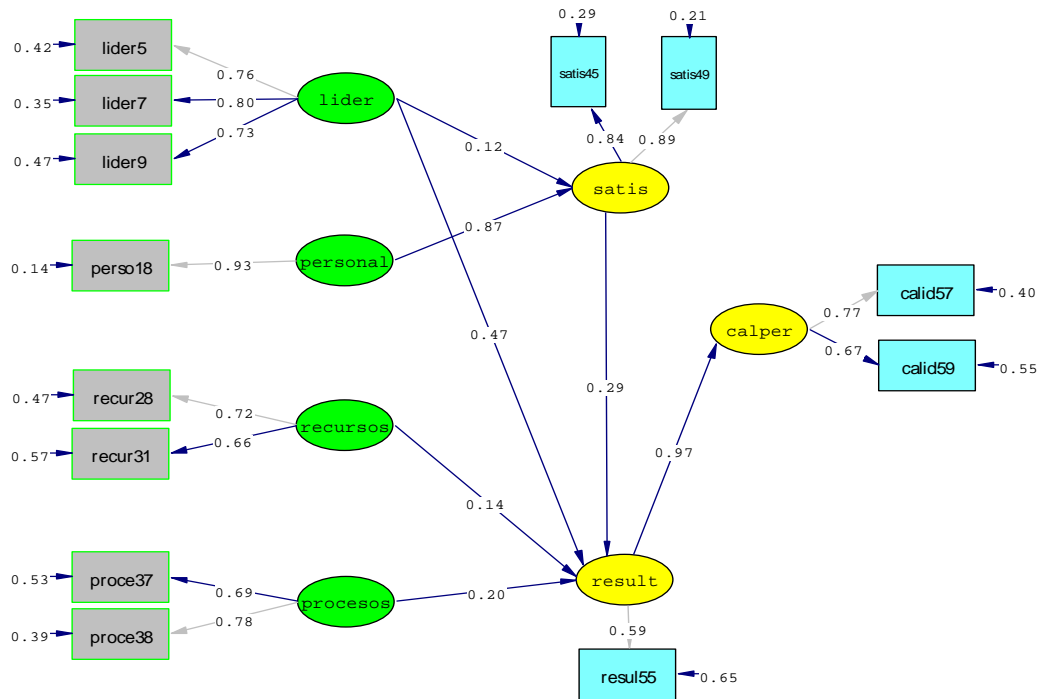 0.29
0.21
0.42
lider5
satis45
satis49
0.76
0.35
lider7
0.80
lider
0.84
0.89
0.73
0.12
0.47
lider9
satis
0.87
0.14
perso18
0.93
personal
calid57
0.40
0.77
calper
0.47
0.67
calid59
0.55
0.47
recur28
0.29
0.72
recursos
0.66
0.57
recur31
0.97
0.14
0.53
proce37
result
0.69
procesos
0.20
0.78
0.39
proce38
0.59
resul55
0.65